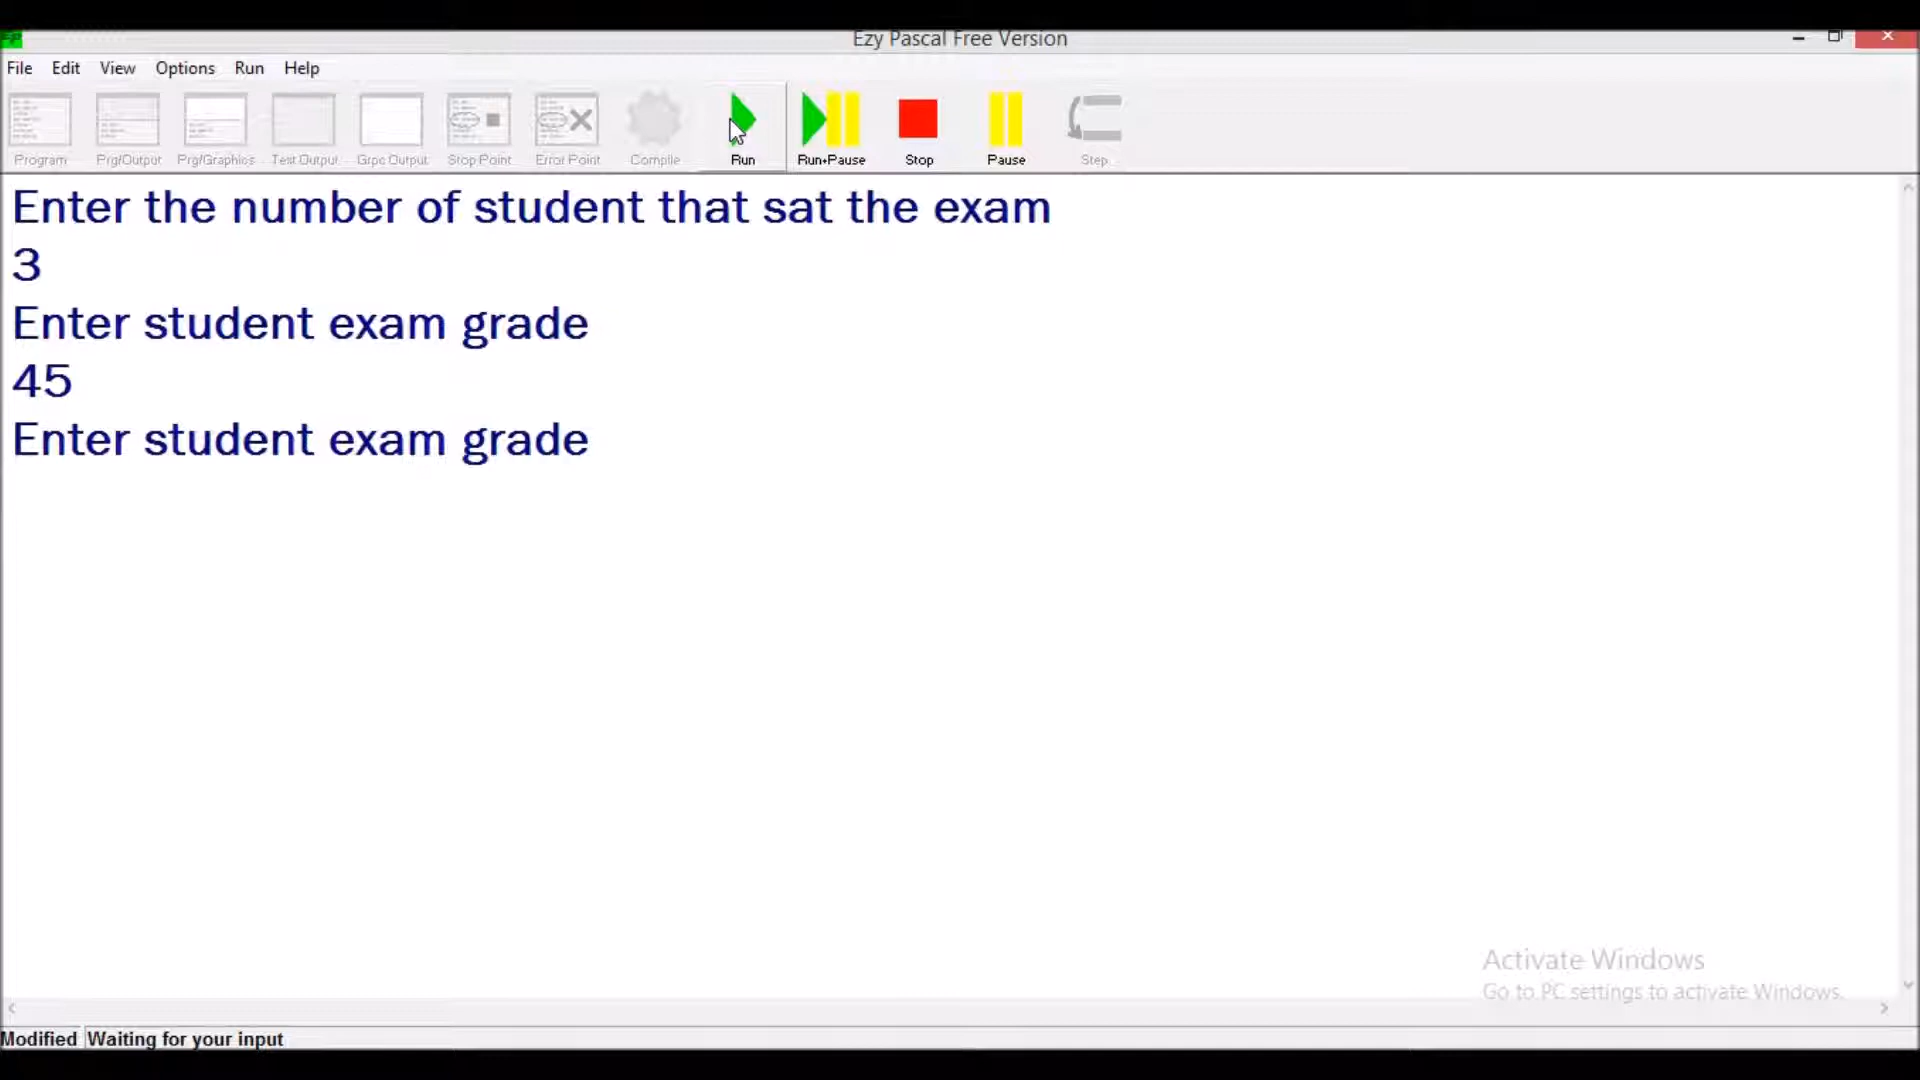 Ezy Pascal Free Version
File Edit View Options Run Help
Program Prg/Output Prg/Graphics Text Output Grpc Output Stop Point Error Point Compile Run Run+Pause Stop Pause Step
Enter the number of student that sat the exam
3
Enter student exam grade
45
Enter student exam grade
Activate Windows
Go to PC settings to activate Windows.
Modified Waiting for your input